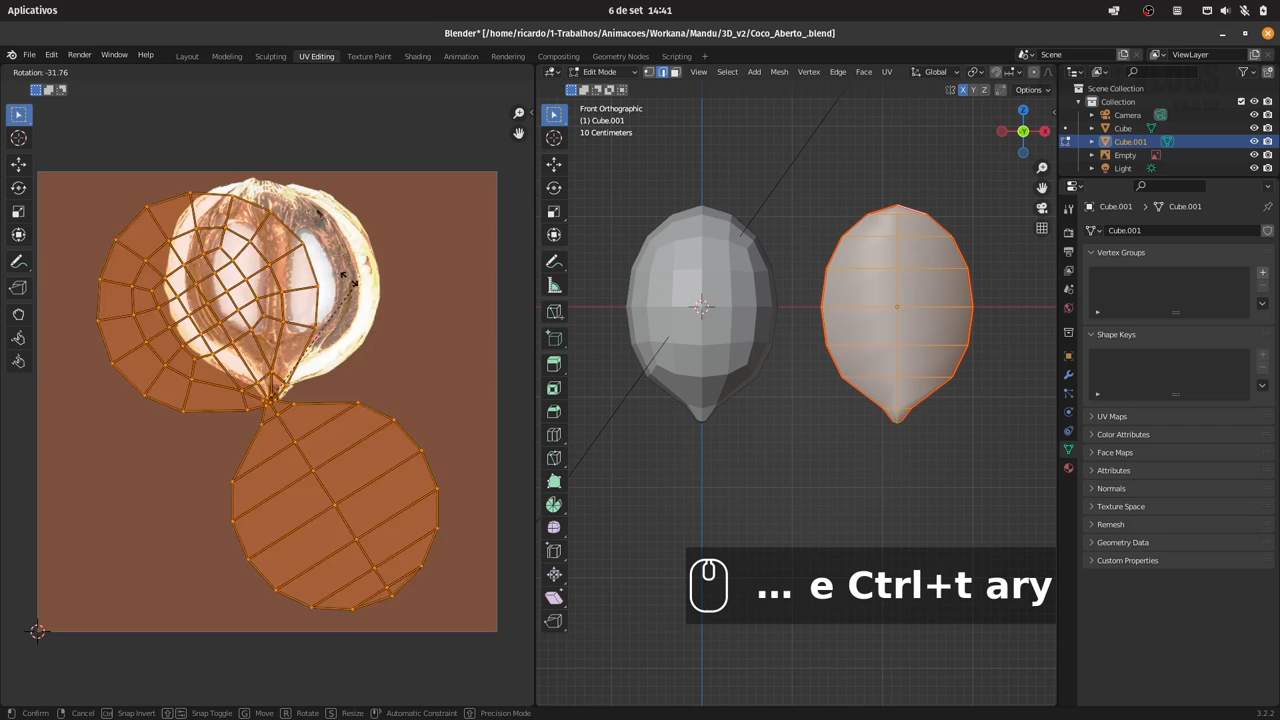 Aplicativos
6 de set 14:41
Blender* [/home/ricardo/1-Trabalhos/Animacoes/Workana/Mandu/3D_v2/Coco_Aberto_.blend]
File Edit Render Window Help
Layout Modeling Sculpting UV Editing Texture Paint Shading Animation Rendering Compositing Geometry Nodes Scripting +
Scene
ViewLayer
Rotation: -31.76
Edit Mode
View Select Add Mesh Vertex Edge Face UV
Global
X Y Z
Options
Front Orthographic
(1) Cube.001
10 Centimeters
Z
Y
X
Scene Collection
Collection
Camera
Cube
Cube.001
Empty
Light
Cube.001
Cube.001
Cube.001
Vertex Groups
Shape Keys
UV Maps
Color Attributes
Face Maps
Attributes
Normals
Texture Space
Remesh
Geometry Data
Custom Properties
... e Ctrl+t ary
Confirm Cancel Snap Invert Snap Toggle G Move R Rotate S Resize Automatic Constraint Precision Mode
3.2.2